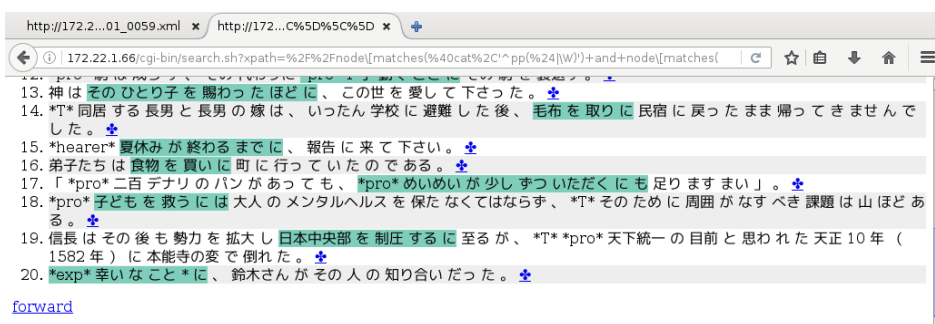 http://172.2...01_0059.xml × http://172...C%5D%5C%5D ×
172.22.1.66/cgi-bin/search.sh?xpath=%2F%2Fnode\[matches(%40cat%2C'^pp(%24|\W)')+and+node\[matches(
13. 神 は その ひとり子 を 賜わっ た ほど に 、 この世 を 愛し て 下さっ た 。
14. *T* 同居 する 長男 と 長男 の 嫁 は 、 いったん 学校 に 避難 し た 後 、 毛布 を 取り に 民宿 に 戻っ た まま 帰っ て き ませ ん で
し た 。
15. *hearer* 夏休み が 終わる まで に 、 報告 に 来 て 下さい 。
16. 弟子たち は 食物 を 買い に 町 に 行っ て い た の で ある 。
17. 「 *pro* 二百 デナリ の パン が あっ て も 、 *pro* めいめい が 少し ずつ いただく に も 足り ます まい 」 。
18. *pro* 子ども を 救う に は 大人 の メンタルヘルス を 保た なくてはならず 、 *T* その ため に 周囲 が なす べき 課題 は 山 ほど あ
る 。
19. 信長 は その 後 も 勢力 を 拡大 し 日本中央部 を 制圧 する に 至る が 、 *T* *pro* 天下統一 の 目前 と 思わ れ た 天正 10 年 （
1582 年 ） に 本能寺の変 で 倒れ た 。
20. *exp* 幸い な こと * に 、 鈴木さん が その 人 の 知り合い だっ た 。
forward